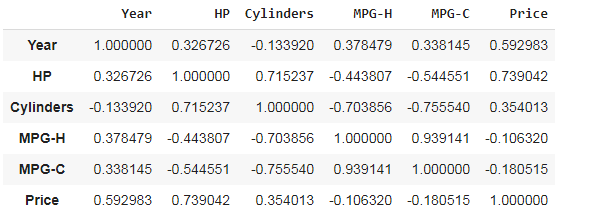 Year HP Cylinders MPG-H MPG-C Price
Year 1.000000 0.326726 -0.133920 0.378479 0.338145 0.592983
HP 0.326726 1.000000 0.715237 -0.443807 -0.544551 0.739042
Cylinders -0.133920 0.715237 1.000000 -0.703856 -0.755540 0.354013
MPG-H 0.378479 -0.443807 -0.703856 1.000000 0.939141 -0.106320
MPG-C 0.338145 -0.544551 -0.755540 0.939141 1.000000 -0.180515
Price 0.592983 0.739042 0.354013 -0.106320 -0.180515 1.000000